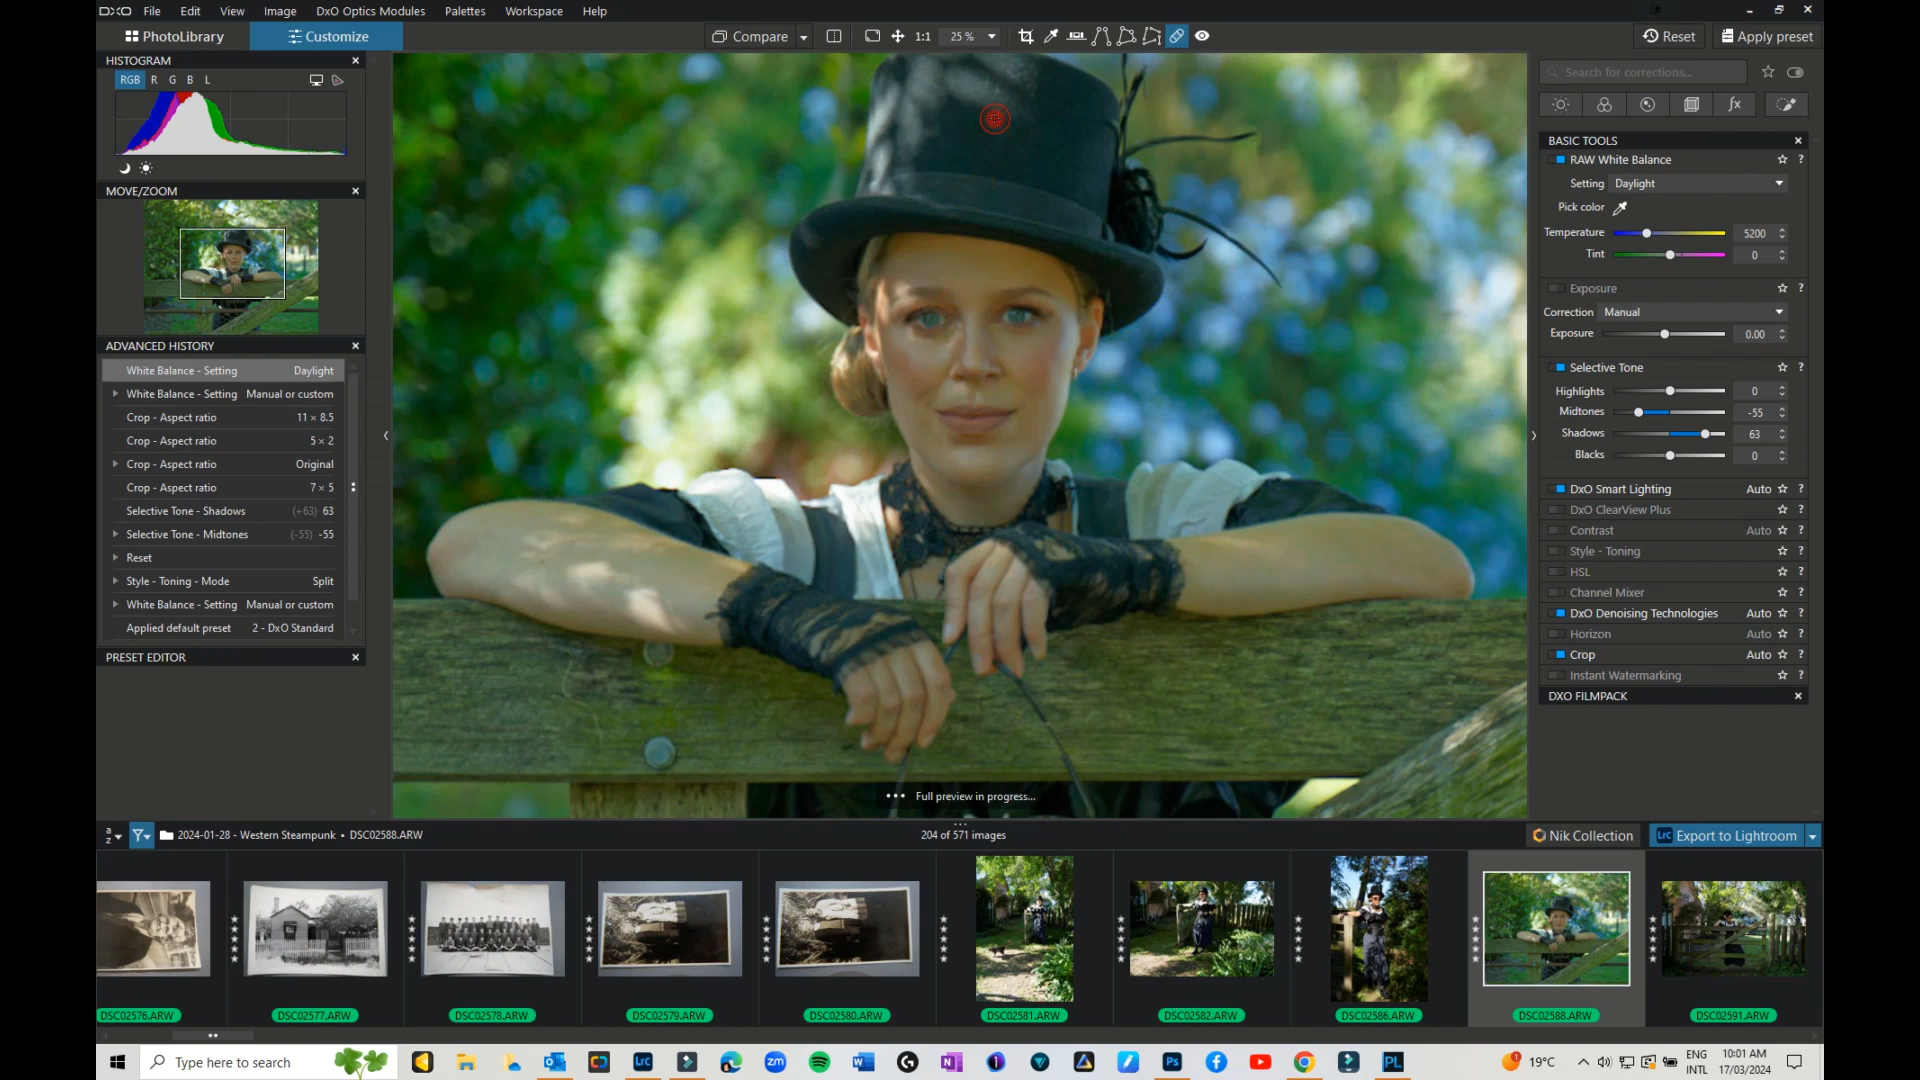 DXO File Edit View Image DxO Optics Modules Palettes Workspace Help
PhotoLibrary Customize Compare 1:1 25 % Reset Apply preset
HISTOGRAM
RGB R G B L
MOVE/ZOOM
ADVANCED HISTORY
White Balance - Setting Daylight
White Balance - Setting Manual or custom
Crop - Aspect ratio 11 × 8.5
Crop - Aspect ratio 5 × 2
Crop - Aspect ratio Original
Crop - Aspect ratio 7 × 5
Selective Tone - Shadows (+63) 63
Selective Tone - Midtones (-55) -55
Reset
Style - Toning - Mode Split
White Balance - Setting Manual or custom
Applied default preset 2 - DxO Standard
PRESET EDITOR
Full preview in progress...
Search for corrections...
fx
BASIC TOOLS
RAW White Balance ?
Setting Daylight
Pick color
Temperature 5200
Tint 0
Exposure ?
Correction Manual
Exposure 0.00
Selective Tone ?
Highlights 0
Midtones -55
Shadows 63
Blacks 0
DxO Smart Lighting Auto ?
DxO ClearView Plus ?
Contrast Auto ?
Style - Toning ?
HSL ?
Channel Mixer ?
DxO Denoising Technologies Auto ?
Horizon Auto ?
Crop Auto ?
Instant Watermarking ?
DXO FILMPACK
a z 2024-01-28 - Western Steampunk • DSC02588.ARW 204 of 571 images Nik Collection LrC Export to Lightroom
DSC02576.ARW DSC02577.ARW DSC02578.ARW DSC02579.ARW DSC02580.ARW DSC02581.ARW DSC02582.ARW DSC02586.ARW DSC02588.ARW DSC02591.ARW
Type here to search LrC zm W G N Ps PL 1 19°C ENG 10:01 AM
INTL 17/03/2024